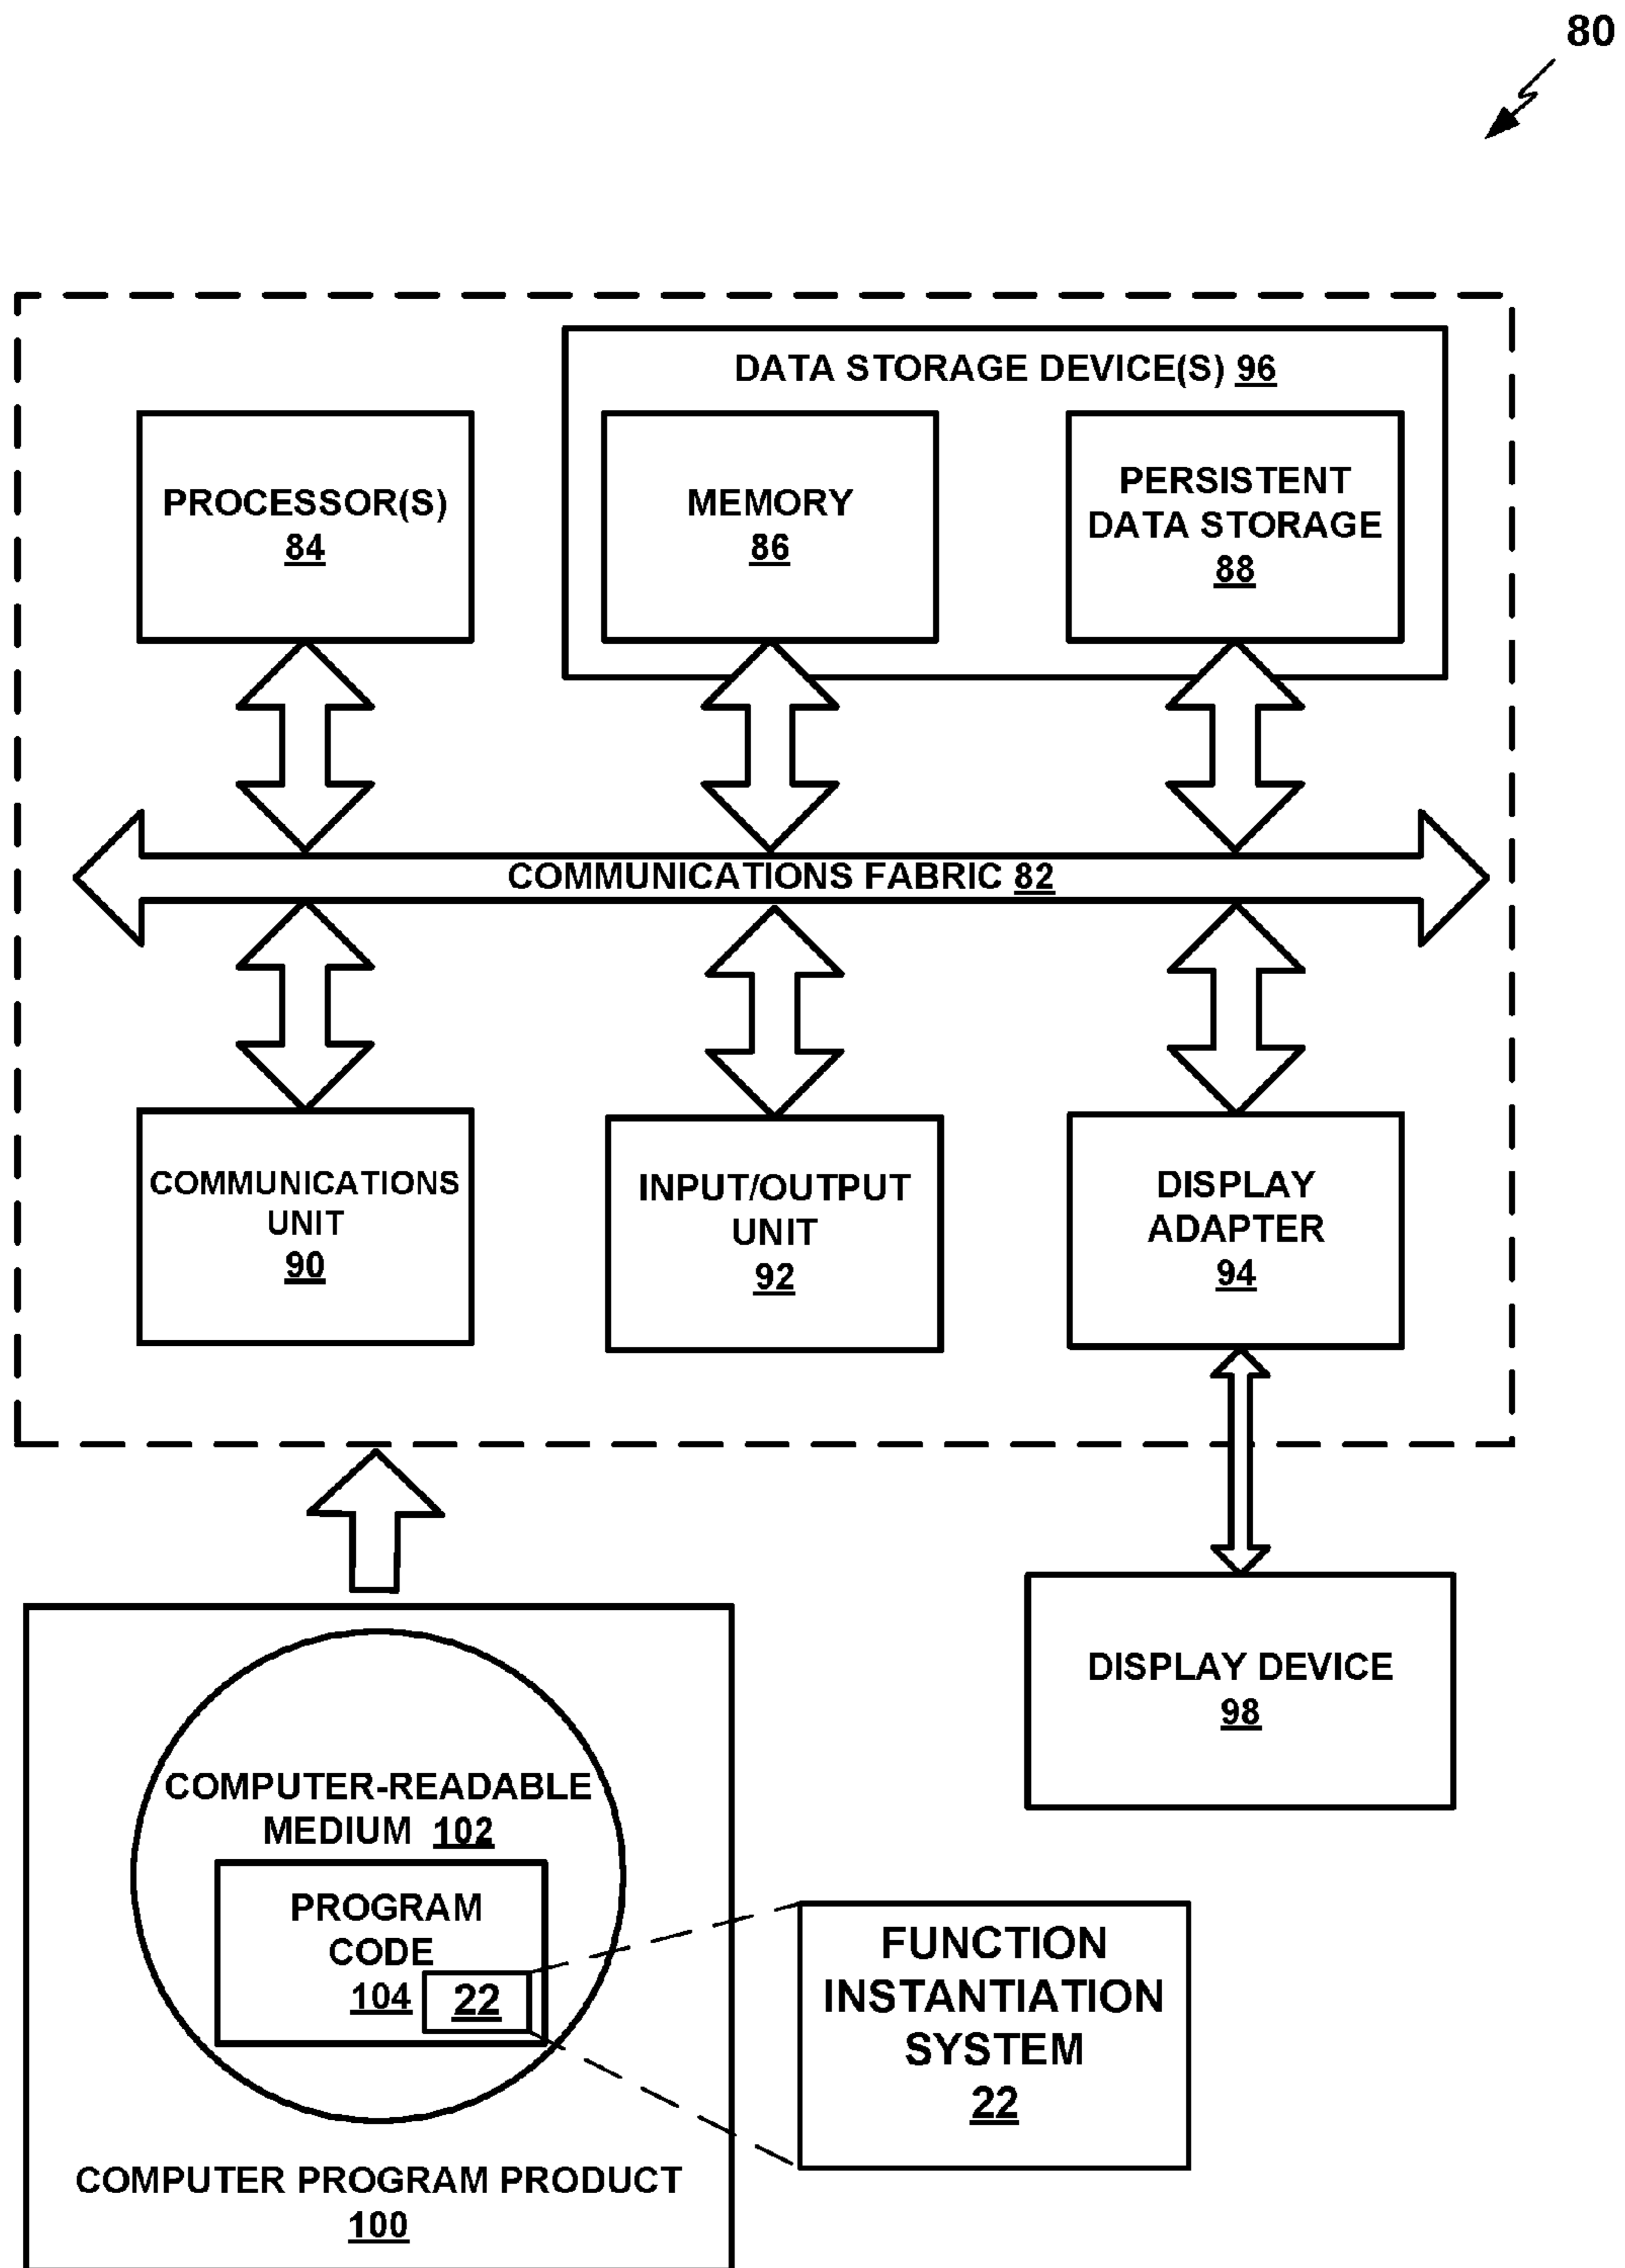 80
DATA STORAGE DEVICE(S) 96
PROCESSOR(S)
84
MEMORY
86
PERSISTENT
DATA STORAGE
88
COMMUNICATIONS FABRIC 82
COMMUNICATIONS
UNIT
90
INPUT/OUTPUT
UNIT
92
DISPLAY
ADAPTER
94
DISPLAY DEVICE
98
COMPUTER-READABLE
MEDIUM 102
PROGRAM
CODE
104
22
FUNCTION
INSTANTIATION
SYSTEM
22
COMPUTER PROGRAM PRODUCT
100